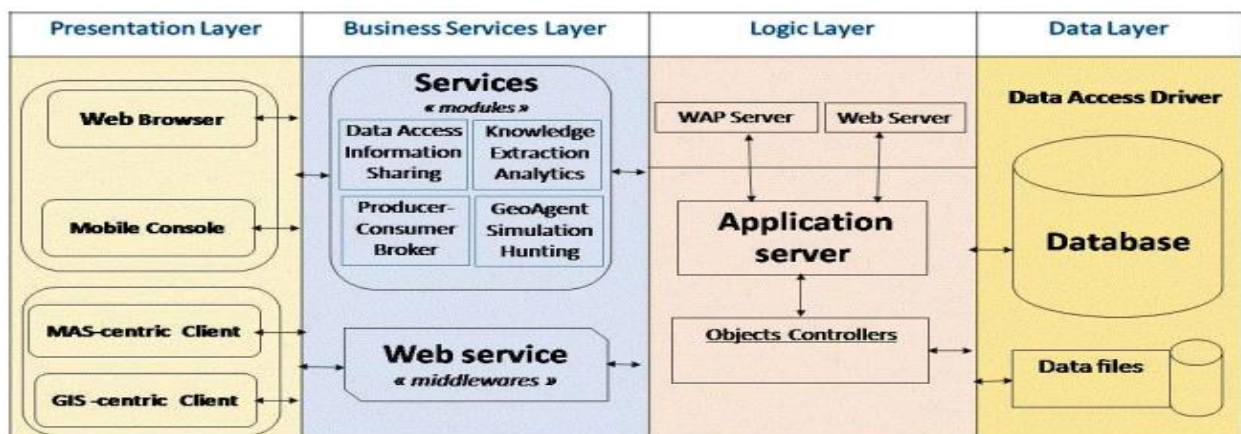 Presentation Layer
Business Services Layer
Logic Layer
Data Layer
Web Browser
Mobile Console
MAS-centric Client
GIS -centric Client
Services
« modules »
Data Access
Information
Sharing
Knowledge
Extraction
Analytics
Producer-
Consumer
Broker
GeoAgent
Simulation
Hunting
Web service
« middlewares »
WAP Server
Web Server
Application
server
Objects Controllers
Data Access Driver
Database
Data files